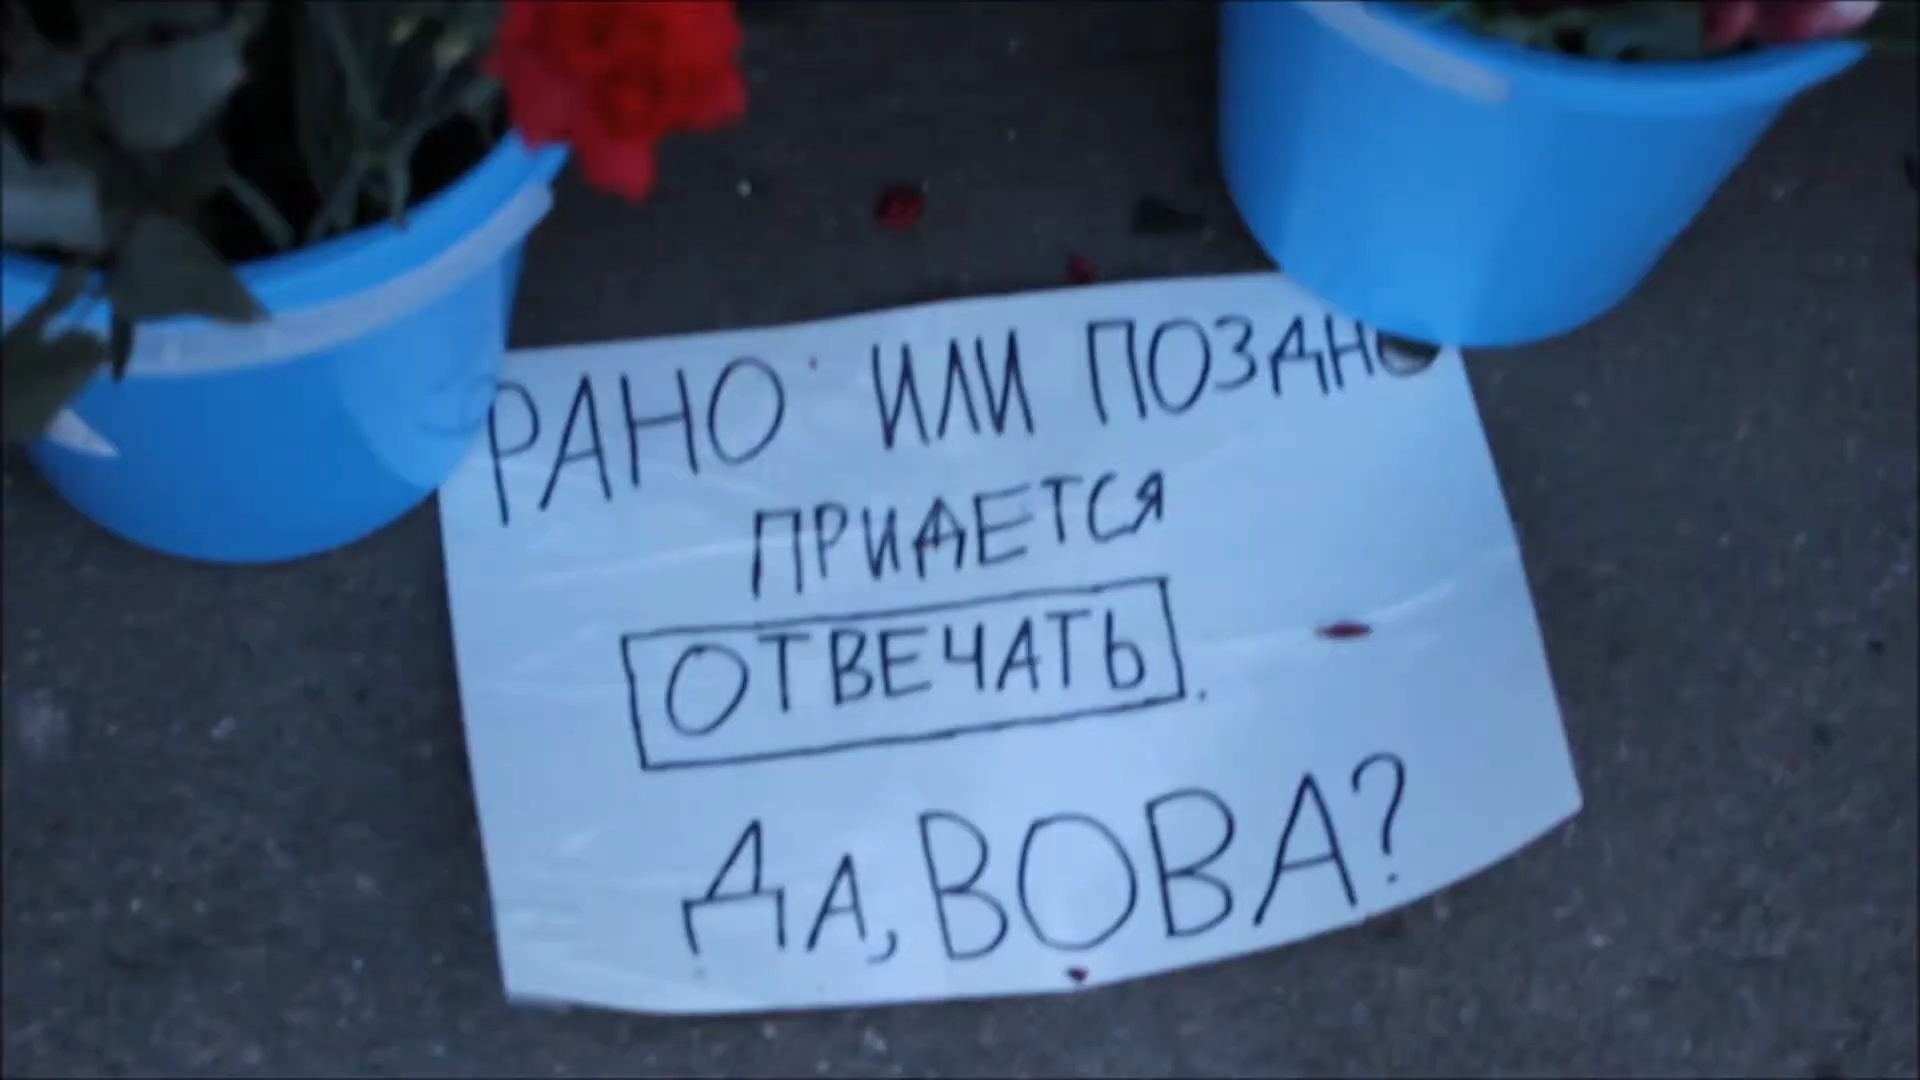 РАНО ИЛИ ПОЗДНО
ПРИДЕТСЯ
ОТВЕЧАТЬ.
ДА, ВОВА?